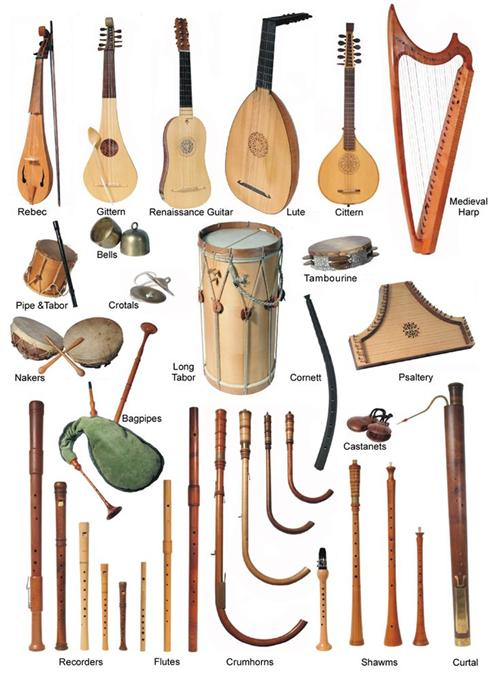 Rebec
Gittern
Renaissance Guitar
Lute
Cittern
Medieval
Harp
Bells
Pipe &Tabor
Crotals
Tambourine
Nakers
Long
Tabor
Cornett
Psaltery
Bagpipes
Castanets
Recorders
Flutes
Crumhorns
Shawms
Curtal